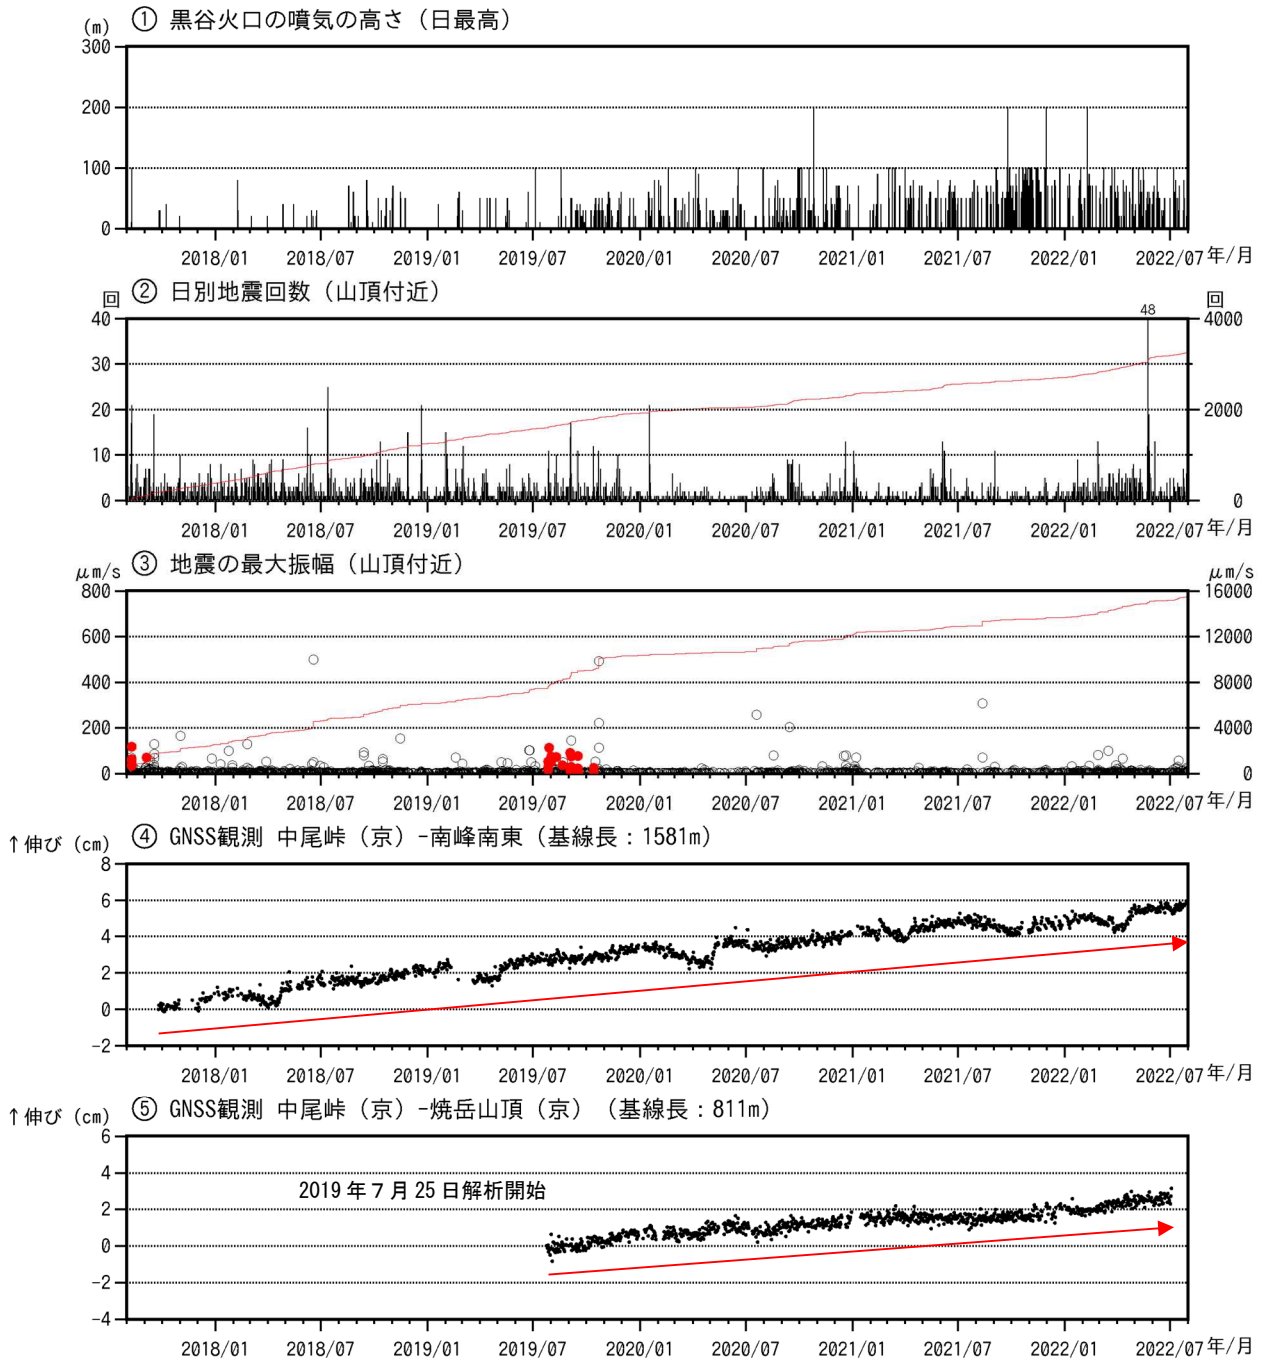 ① 黒谷火口の噴気の高さ（日最高）
(m)
300
200
100
0
2018/01 2018/07 2019/01 2019/07 2020/01 2020/07 2021/01 2021/07 2022/01 2022/07 年/月
② 日別地震回数（山頂付近）
回 回
48
40 4000
30
20 2000
10
0 0
2018/01 2018/07 2019/01 2019/07 2020/01 2020/07 2021/01 2021/07 2022/01 2022/07 年/月
③ 地震の最大振幅（山頂付近）
μm/s μm/s
800 16000
600 12000
400 8000
200 4000
0 0
2018/01 2018/07 2019/01 2019/07 2020/01 2020/07 2021/01 2021/07 2022/01 2022/07 年/月
↑伸び (cm) ④ GNSS観測 中尾峠（京）-南峰南東（基線長：1581m）
8
6
4
2
0
-2
2018/01 2018/07 2019/01 2019/07 2020/01 2020/07 2021/01 2021/07 2022/01 2022/07 年/月
↑伸び (cm) ⑤ GNSS観測 中尾峠（京）-焼岳山頂（京）（基線長：811m）
6
4
2019 年７月 25 日解析開始
2
0
-2
-4
2018/01 2018/07 2019/01 2019/07 2020/01 2020/07 2021/01 2021/07 2022/01 2022/07 年/月